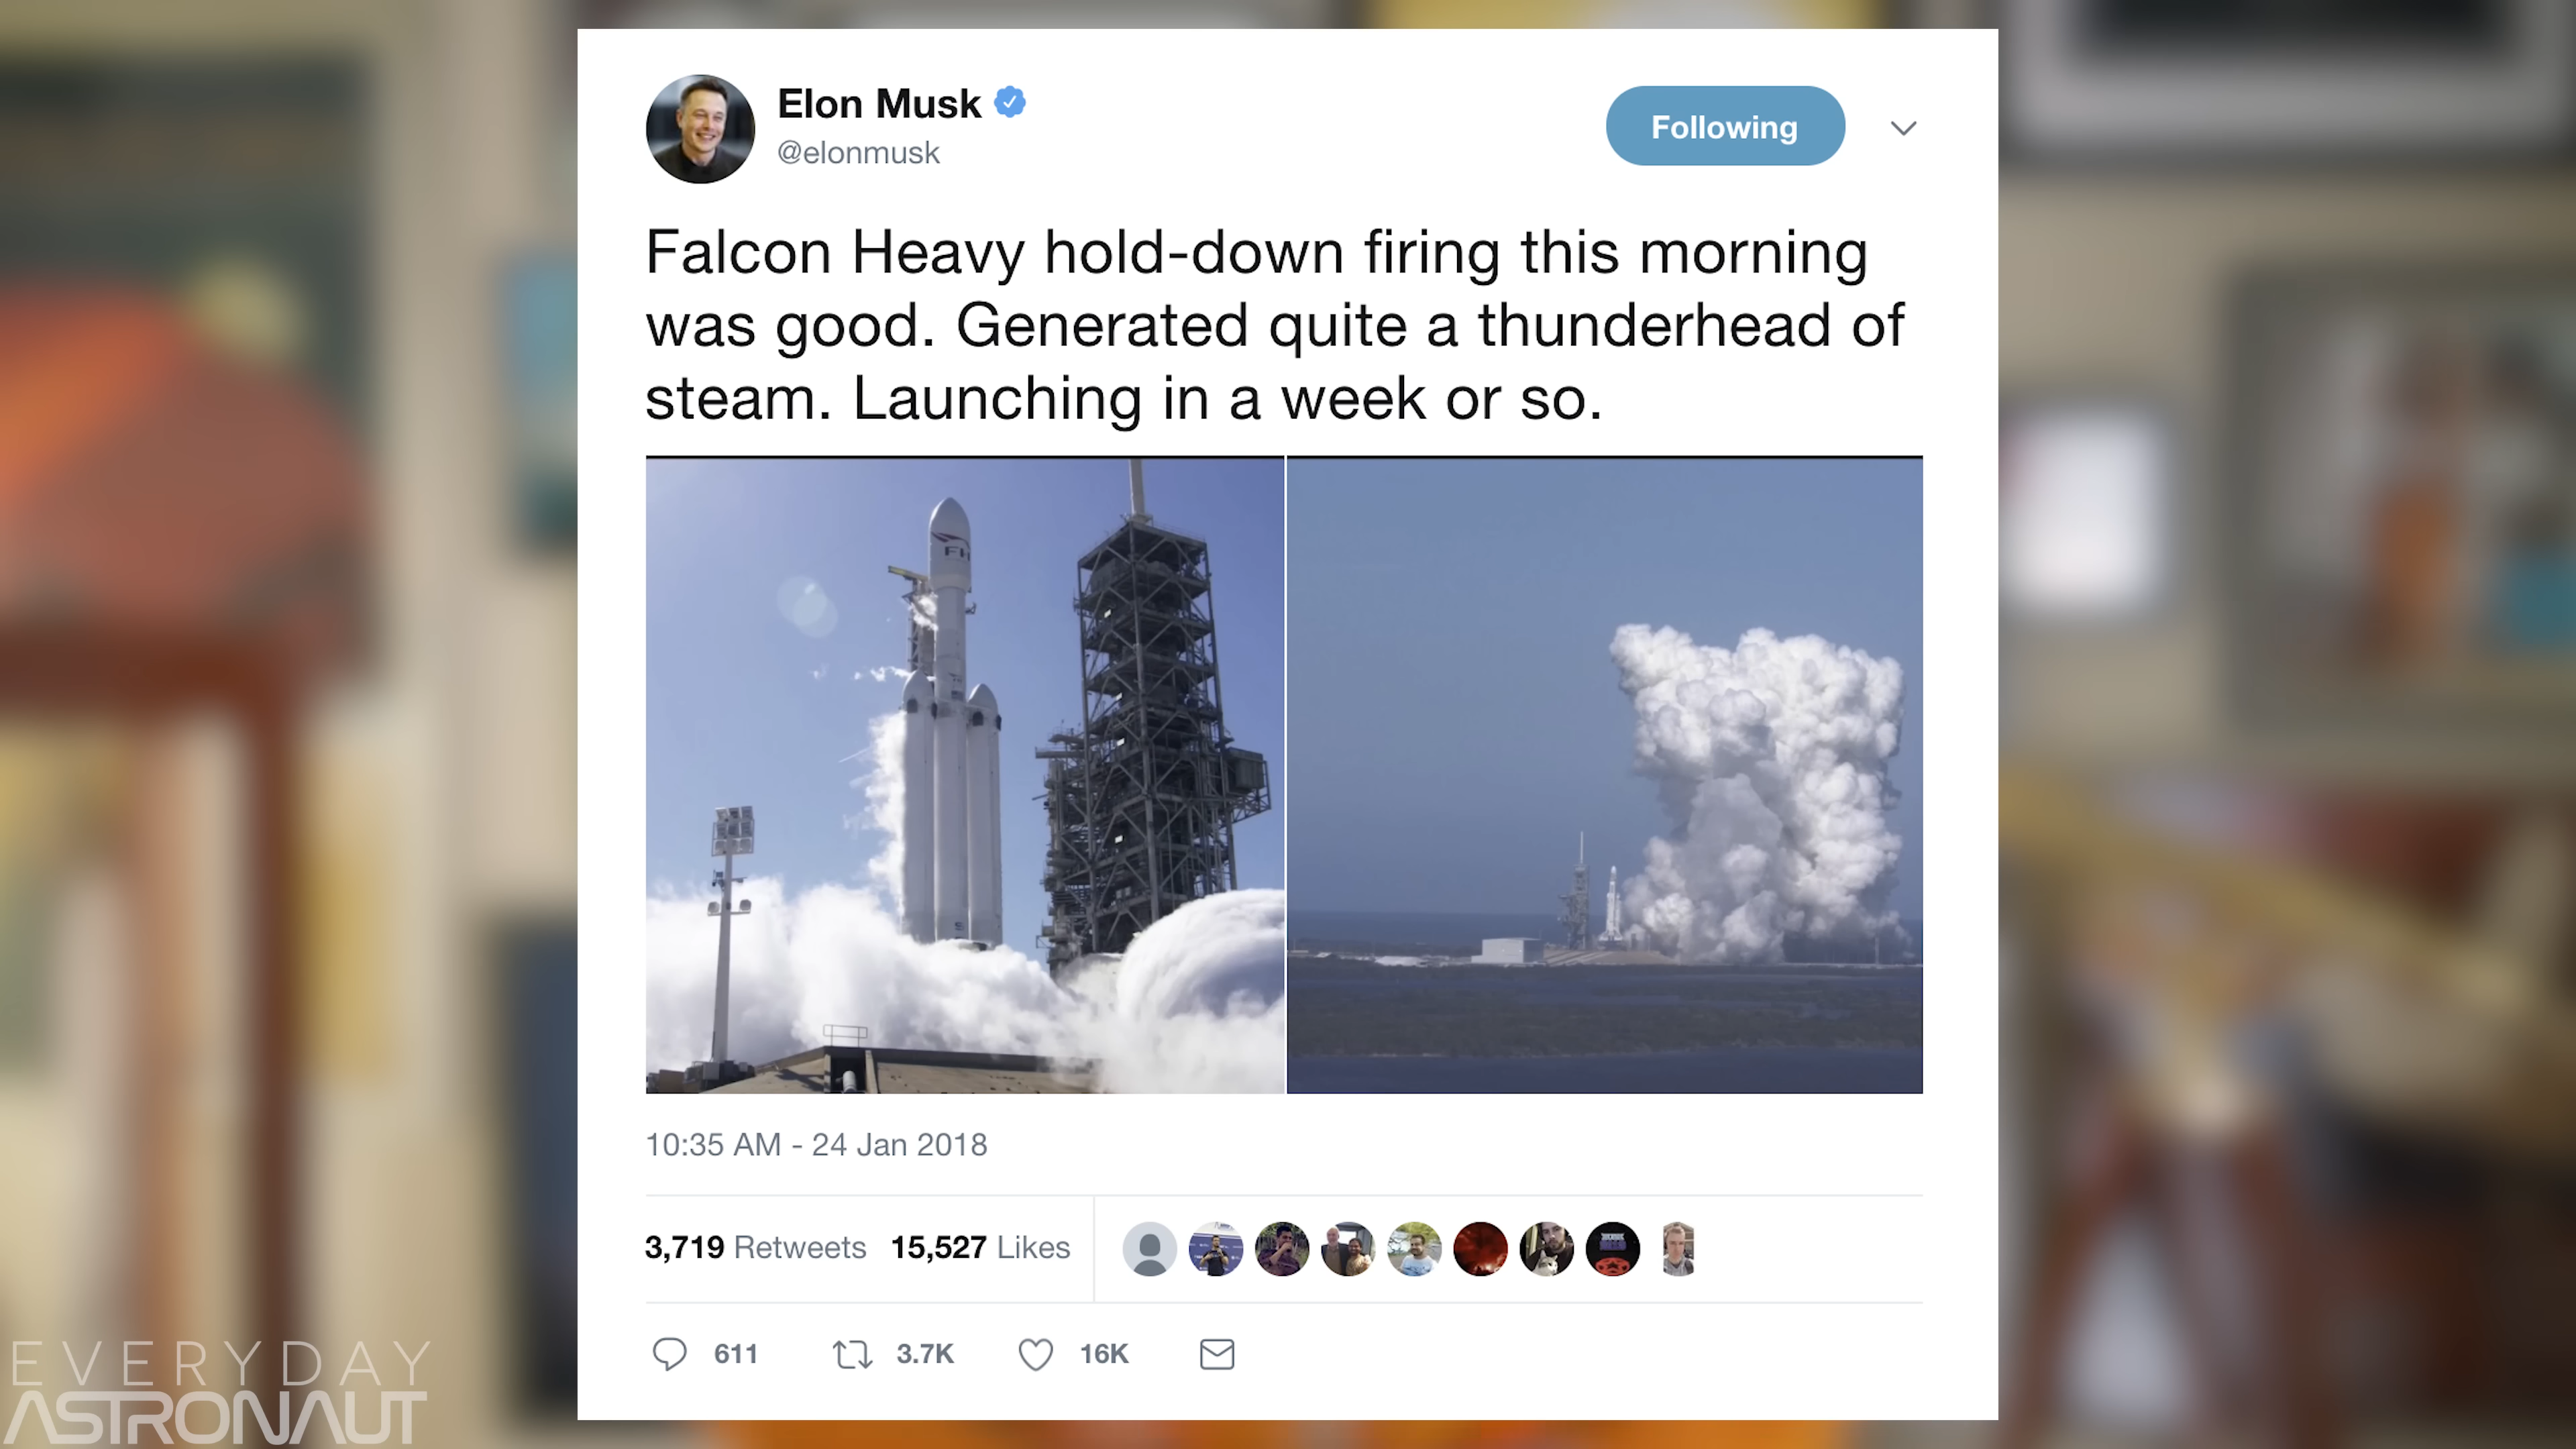 Elon Musk
@elonmusk
Following
Falcon Heavy hold-down firing this morning
was good. Generated quite a thunderhead of
steam. Launching in a week or so.
FH
10:35 AM - 24 Jan 2018
3,719 Retweets 15,527 Likes
611 3.7K 16K
EVERYDAY
ASTRONAUT